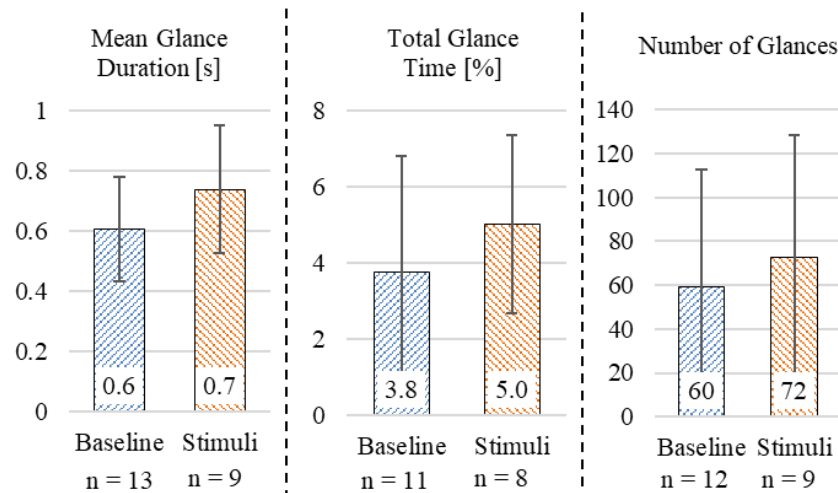 Mean Glance
Duration [s]
1
0.8
0.6
0.4
0.2
0
0.6
0.7
Baseline
Stimuli
n = 13
n = 9
Total Glance
Time [%]
8
6
4
2
0
3.8
5.0
Baseline
Stimuli
n = 11
n = 8
Number of Glances
140
120
100
80
60
40
20
0
60
72
Baseline
Stimuli
n = 12
n = 9